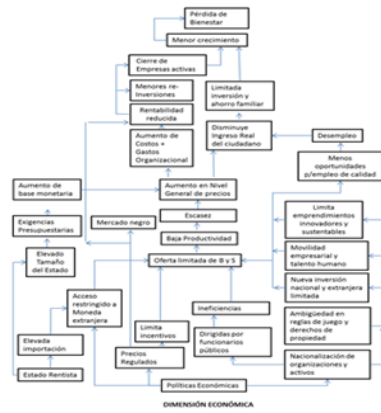 Pérdida de
Bienestar
Menor crecimiento
Cierre de
Empresas activas
Menores re-
Inversiones
Limitada
inversión y
ahorro familiar
Rentabilidad
reducida
Aumento de
Costos +
Gastos
Organizacional
Disminuye
Ingreso Real
del ciudadano
Desempleo
Menos
oportunidades
p/empleo de calidad
Aumento de
base monetaria
Aumento en Nivel
General de precios
Exigencias
Presupuestarias
Mercado negro
Escasez
Limita
emprendimientos
innovadores y
sustentables
Baja Productividad
Elevado
Tamaño
del Estado
Oferta limitada de B y S
Movilidad
empresarial y
talento humano
Nueva inversión
nacional y extranjera
limitada
Acceso
restringido a
Moneda
extranjera
Ineficiencias
Ambigüedad en
reglas de juego y
derechos de
propiedad
Limita
incentivos
Dirigidas por
funcionarios
públicos
Elevada
importación
Precios
Regulados
Nacionalización de
organizaciones y
activos
Estado Rentista
Políticas Económicas
DIMENSIÓN ECONÓMICA